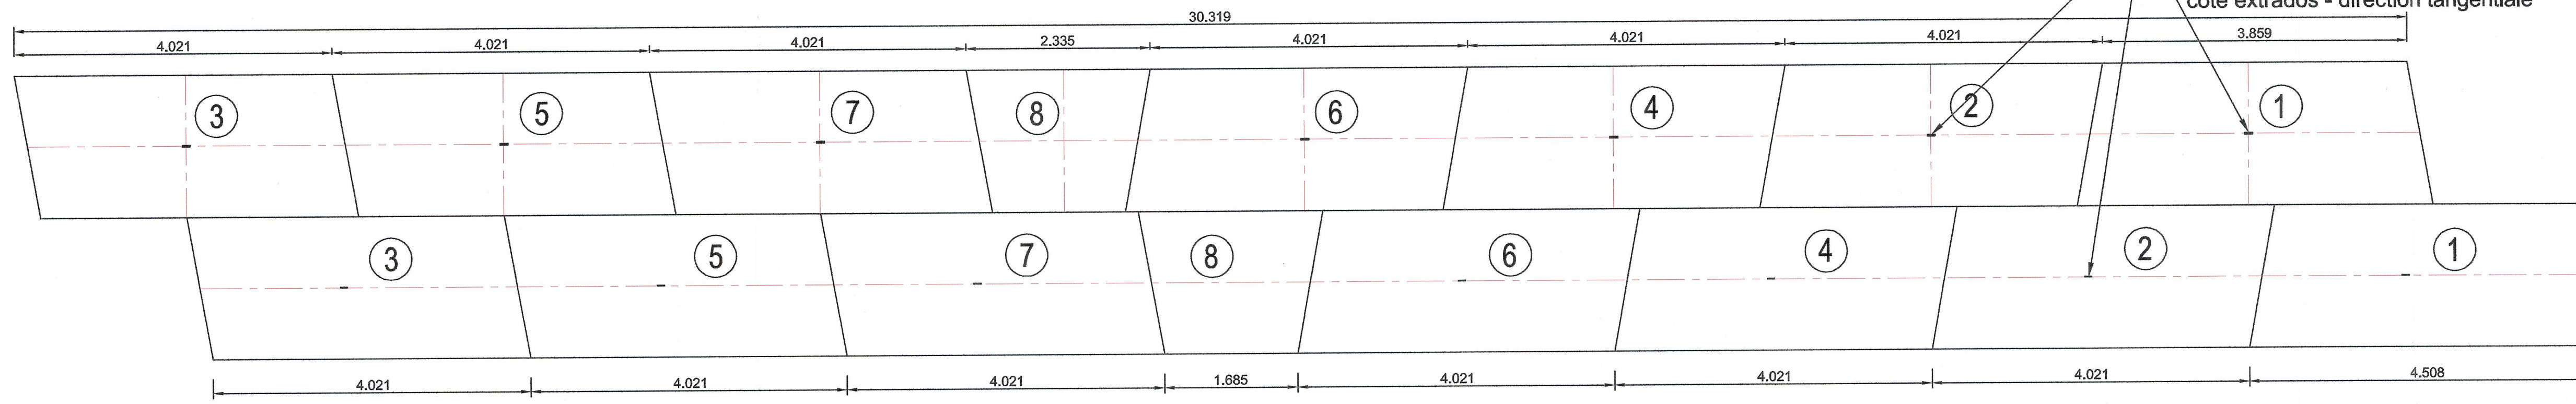 côté extrados - direction tangentiale
30.319
4.021 4.021 4.021 2.335 4.021 4.021 4.021 3.859
3 5 7 8 6 4 2 1
3 5 7 8 6 4 2 1
4.021 4.021 4.021 1.685 4.021 4.021 4.021 4.508